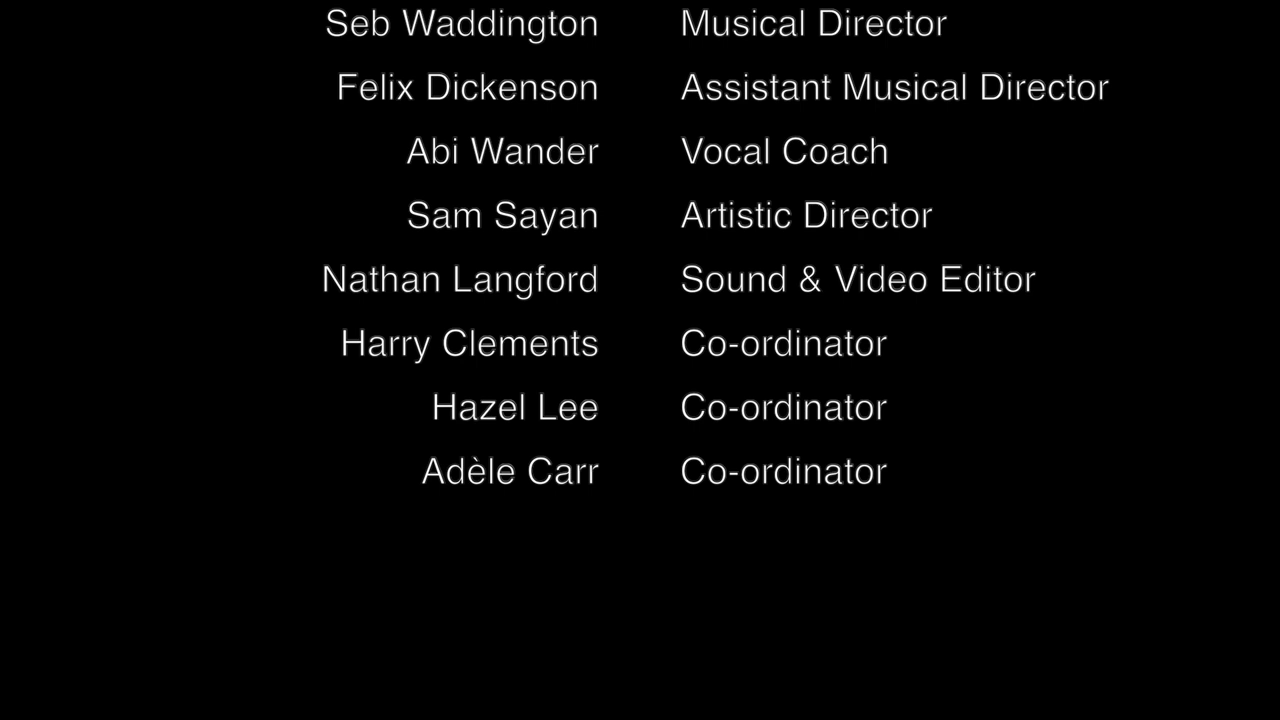 Seb Waddington Musical Director
Felix Dickenson Assistant Musical Director
Abi Wander Vocal Coach
Sam Sayan Artistic Director
Nathan Langford Sound & Video Editor
Harry Clements Co-ordinator
Hazel Lee Co-ordinator
Adèle Carr Co-ordinator